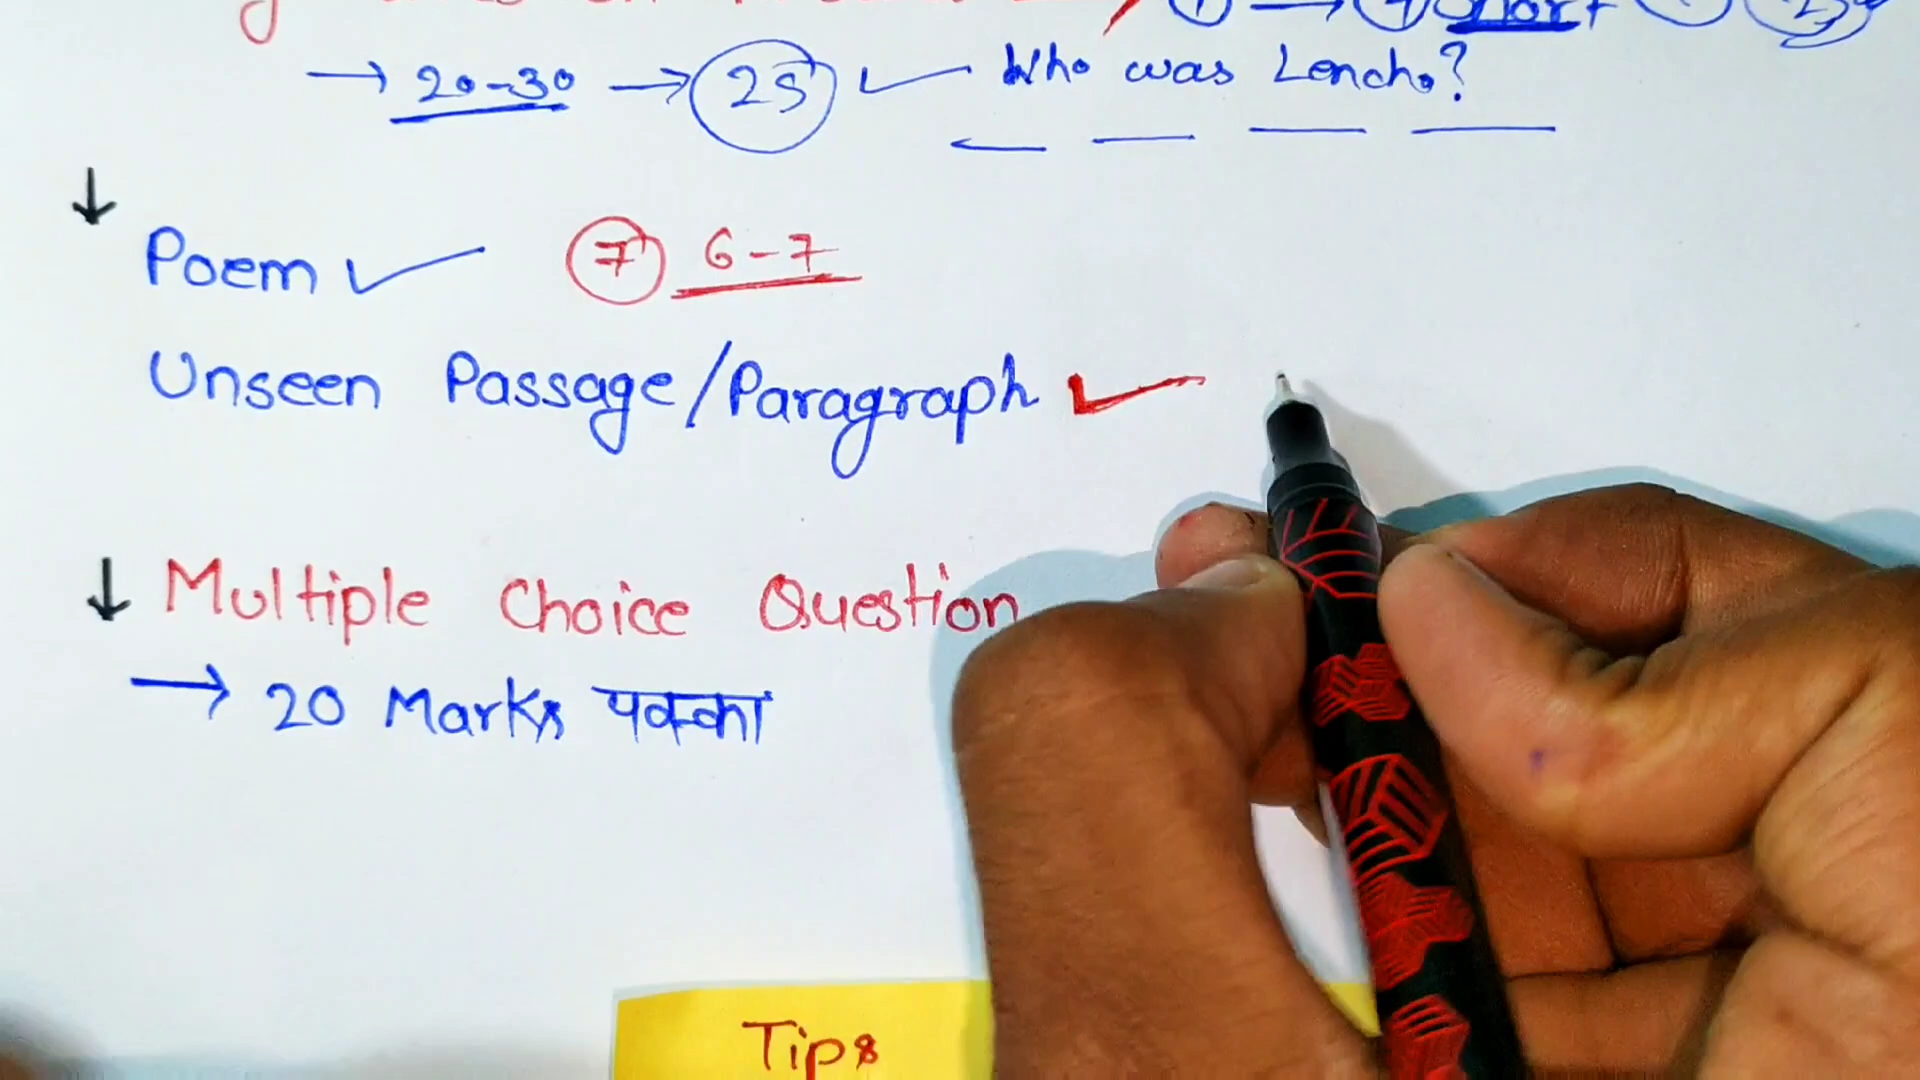 → 20-30 → 25 ✓ Who was Lencho?
↓
Poem ✓ 7 6-7
Unseen Passage/Paragraph ✓
↓ Multiple Choice Question
→ 20 Marks पक्का
Tips